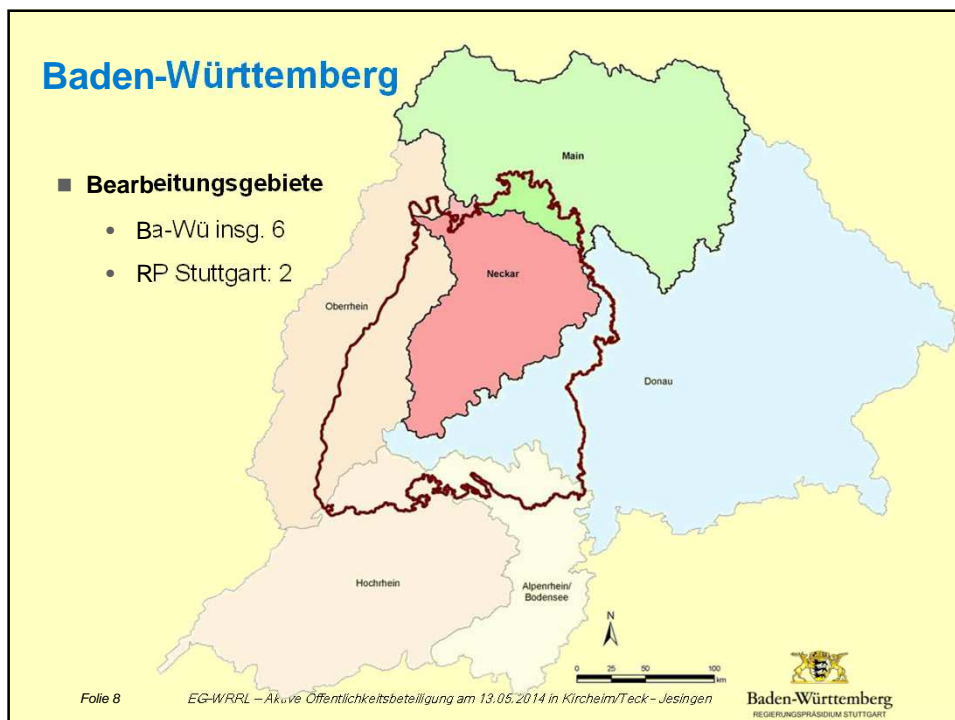 Baden-Württemberg
■ Bearbeitungsgebiete
• Ba-Wü insg. 6
• RP Stuttgart: 2
Main
Neckar
Oberrhein
Donau
Hochrhein
Alpenrhein/
Bodensee
N
0 25 50 100
km
Folie 8
EG-WRRL – Aktive Öffentlichkeitsbeteiligung am 13.05.2014 in Kircheim/Teck – Jesingen
Baden-Württemberg
REGIERUNGSPRÄSIDIUM STUTTGART